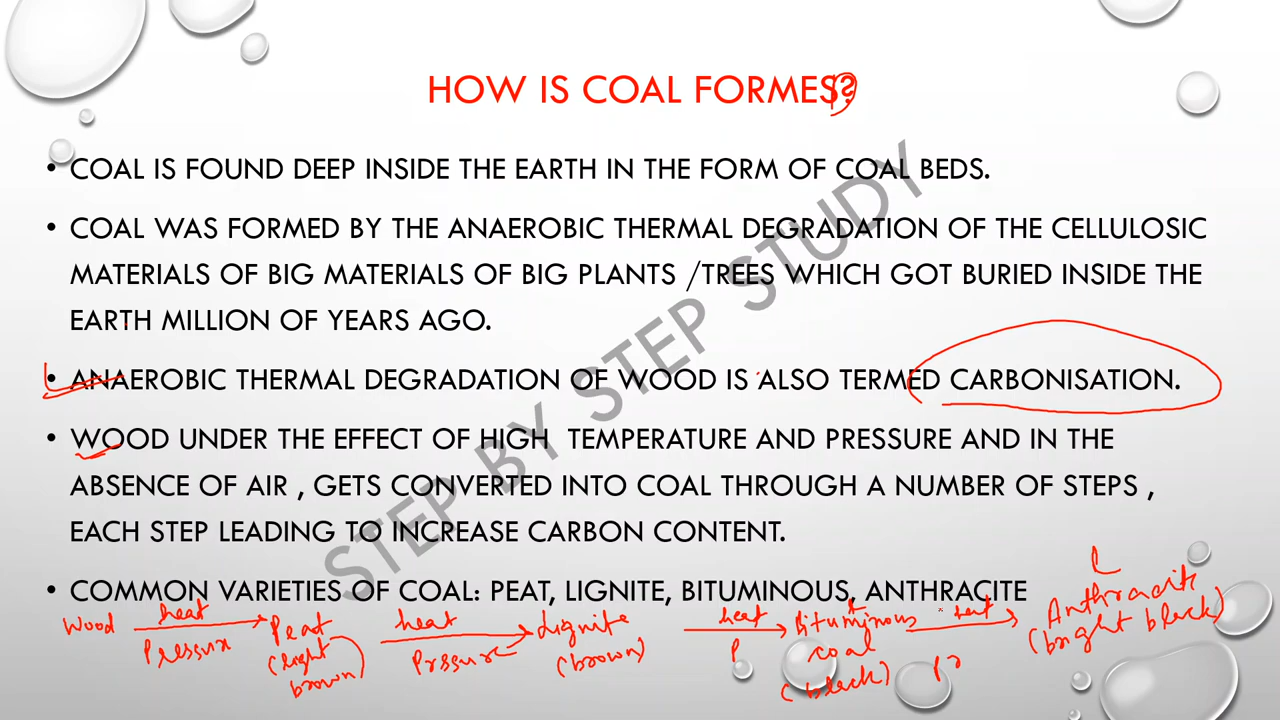 HOW IS COAL FORMES?
• COAL IS FOUND DEEP INSIDE THE EARTH IN THE FORM OF COAL BEDS.
• COAL WAS FORMED BY THE ANAEROBIC THERMAL DEGRADATION OF THE CELLULOSIC
MATERIALS OF BIG MATERIALS OF BIG PLANTS /TREES WHICH GOT BURIED INSIDE THE
EARTH MILLION OF YEARS AGO.
• ANAEROBIC THERMAL DEGRADATION OF WOOD IS ALSO TERMED CARBONISATION.
• WOOD UNDER THE EFFECT OF HIGH TEMPERATURE AND PRESSURE AND IN THE
ABSENCE OF AIR , GETS CONVERTED INTO COAL THROUGH A NUMBER OF STEPS ,
EACH STEP LEADING TO INCREASE CARBON CONTENT.
• COMMON VARIETIES OF COAL: PEAT, LIGNITE, BITUMINOUS, ANTHRACITE
STEP BY STEP STUDY
Wood heat Peat heat Lignite heat Bituminous heat Anthracite
Pressure (light Pressure (brown) P coal pr (bright black)
brown) (black)